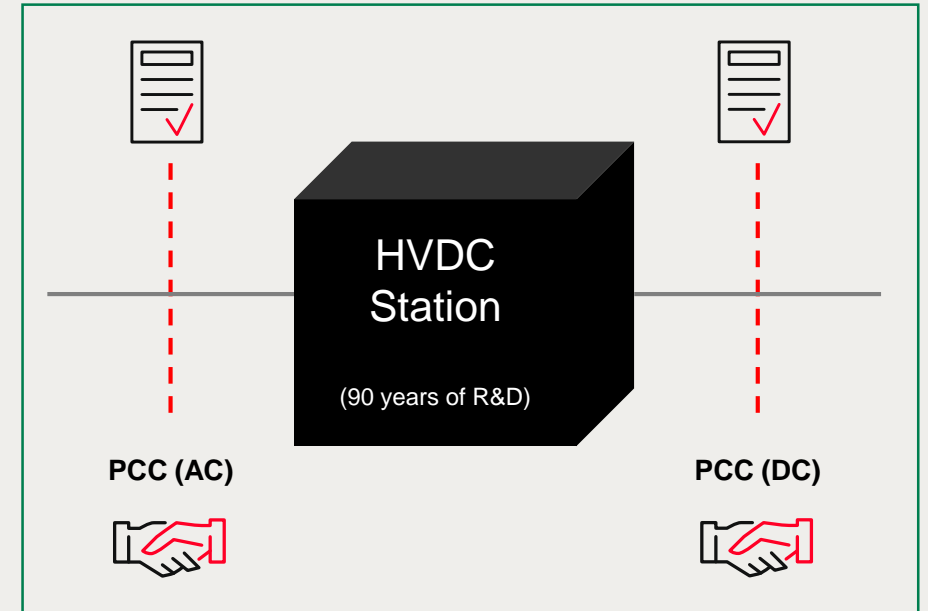 HVDC
Station
(90 years of R&D)
PCC (AC)
PCC (DC)